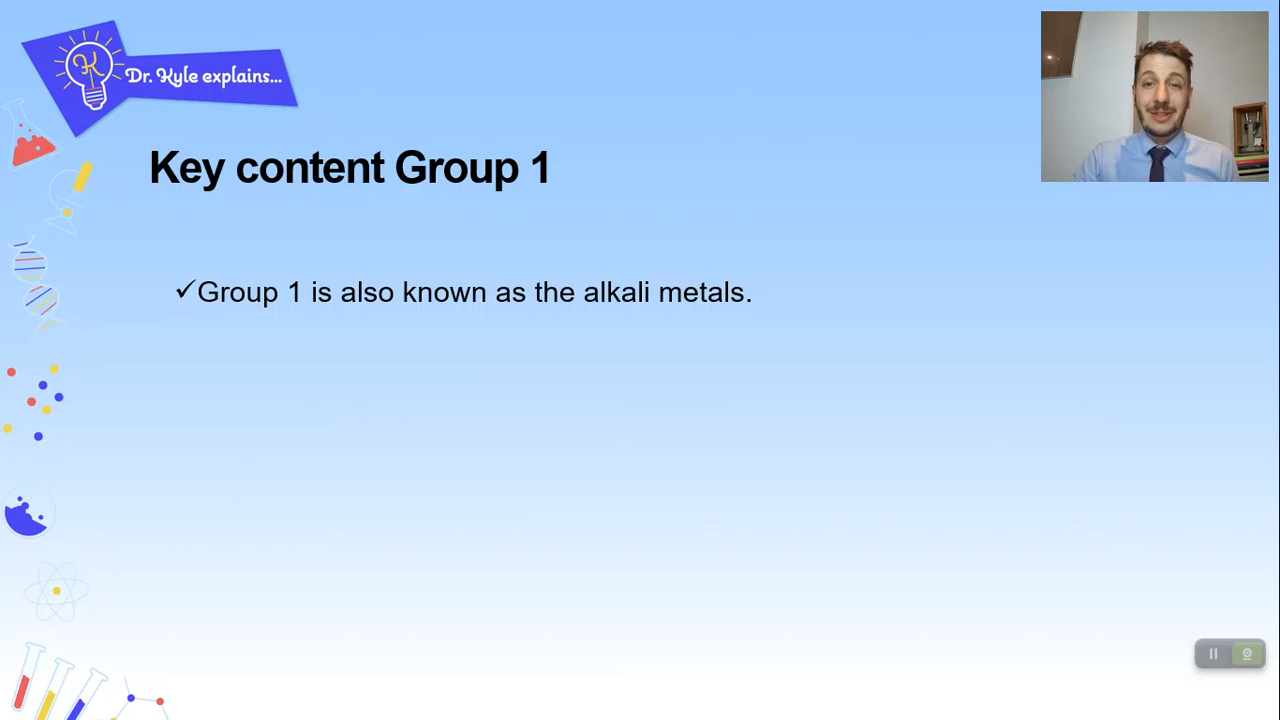 K
Dr. Kyle explains...
Key content Group 1
✓Group 1 is also known as the alkali metals.